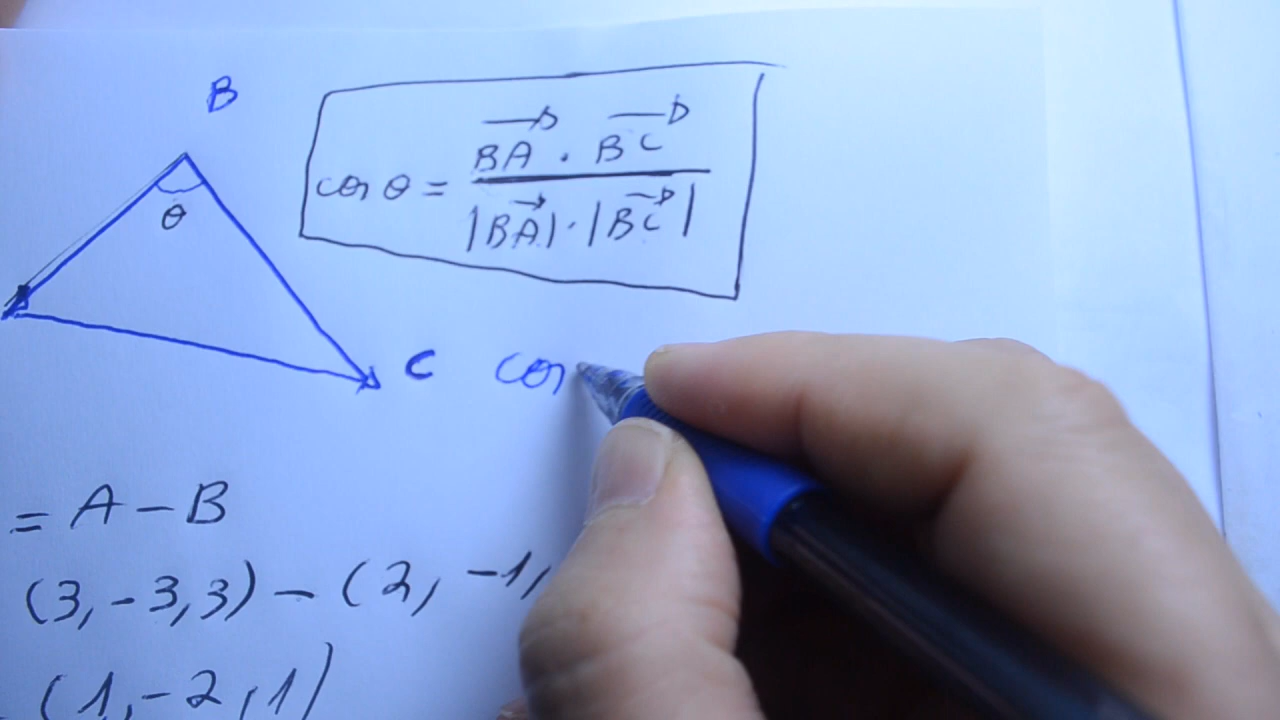 B
cos θ = BA · BC / |BA| · |BC|
θ
C cos
= A - B
(3, -3, 3) - (2, -1,
(1, -2, 1)